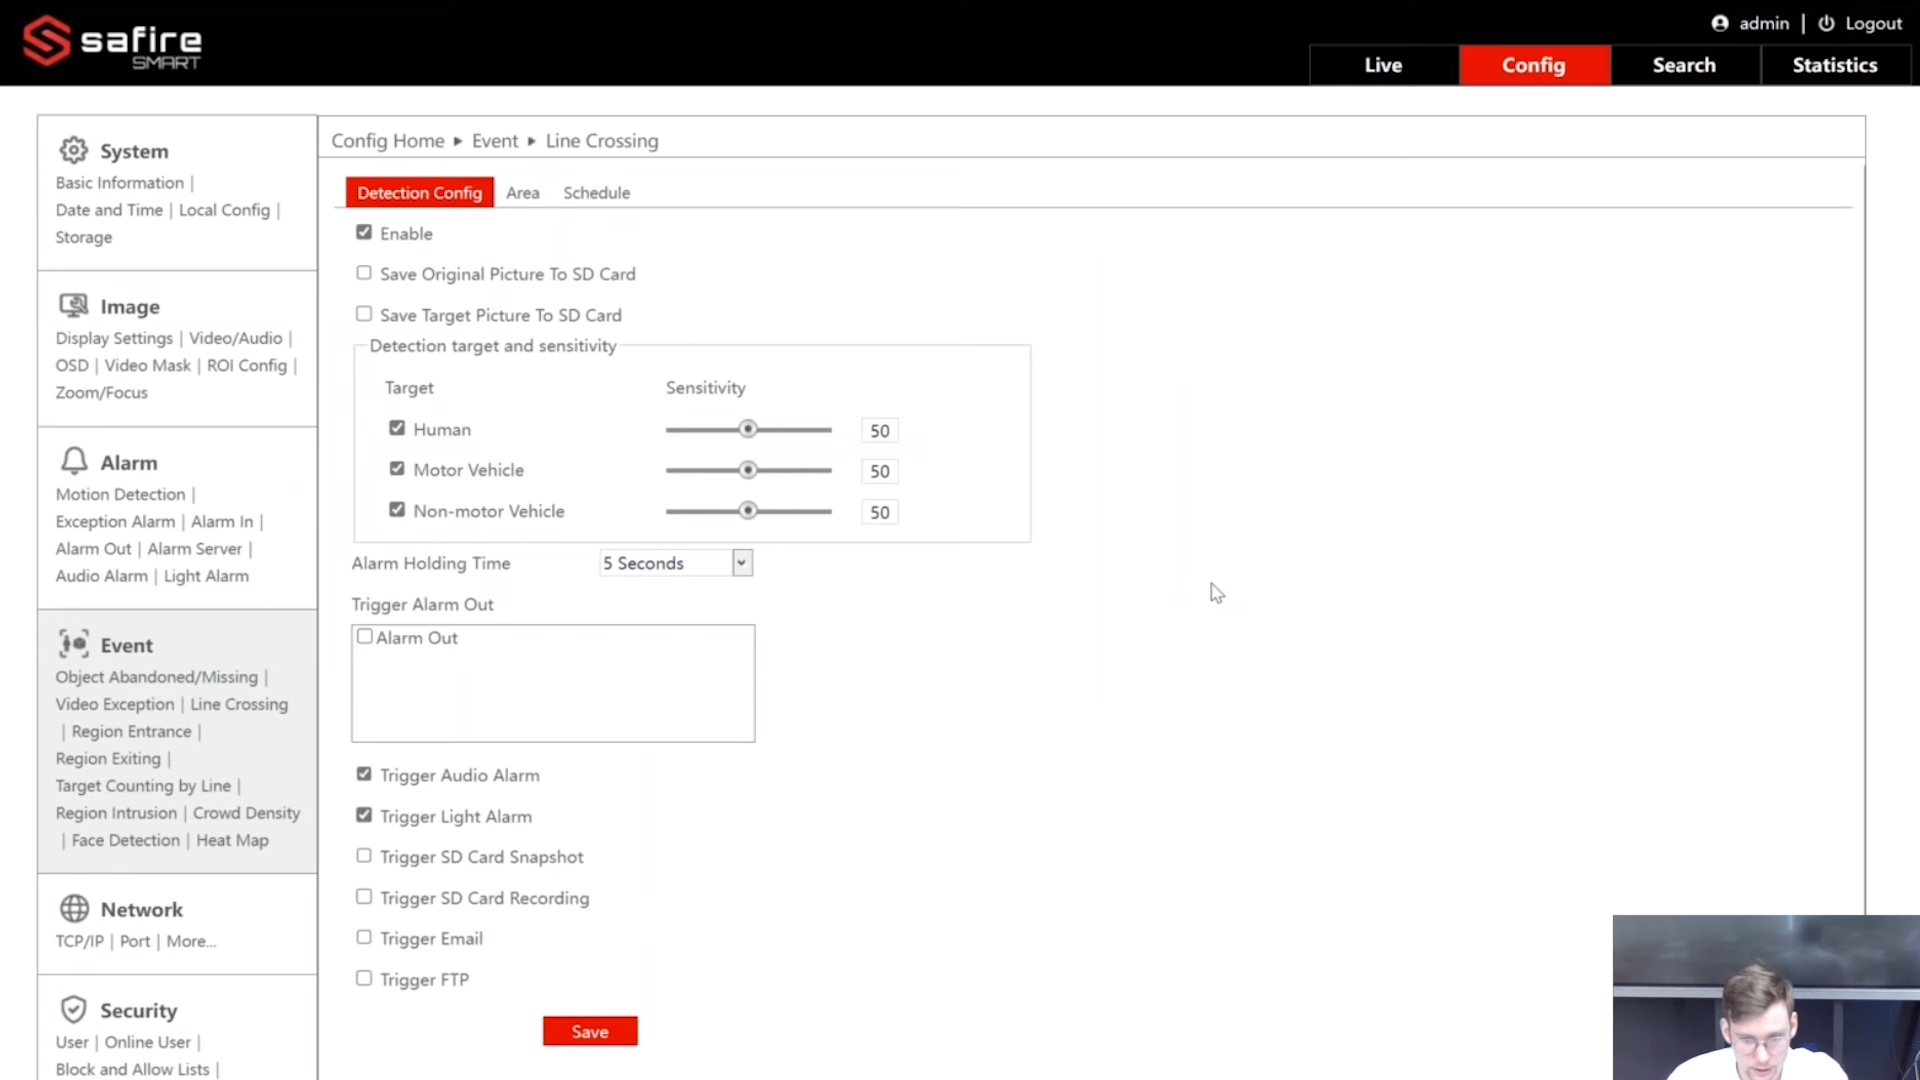 safire
SMART
admin | Logout
Live Config Search Statistics
System
Basic Information |
Date and Time | Local Config |
Storage
Image
Display Settings | Video/Audio |
OSD | Video Mask | ROI Config |
Zoom/Focus
Alarm
Motion Detection |
Exception Alarm | Alarm In |
Alarm Out | Alarm Server |
Audio Alarm | Light Alarm
Event
Object Abandoned/Missing |
Video Exception | Line Crossing
| Region Entrance |
Region Exiting |
Target Counting by Line |
Region Intrusion | Crowd Density
| Face Detection | Heat Map
Network
TCP/IP | Port | More...
Security
User | Online User |
Block and Allow Lists |
Config Home ▸ Event ▸ Line Crossing
Detection Config Area Schedule
Enable
Save Original Picture To SD Card
Save Target Picture To SD Card
Detection target and sensitivity
Target Sensitivity
Human 50
Motor Vehicle 50
Non-motor Vehicle 50
Alarm Holding Time 5 Seconds
Trigger Alarm Out
Alarm Out
Trigger Audio Alarm
Trigger Light Alarm
Trigger SD Card Snapshot
Trigger SD Card Recording
Trigger Email
Trigger FTP
Save